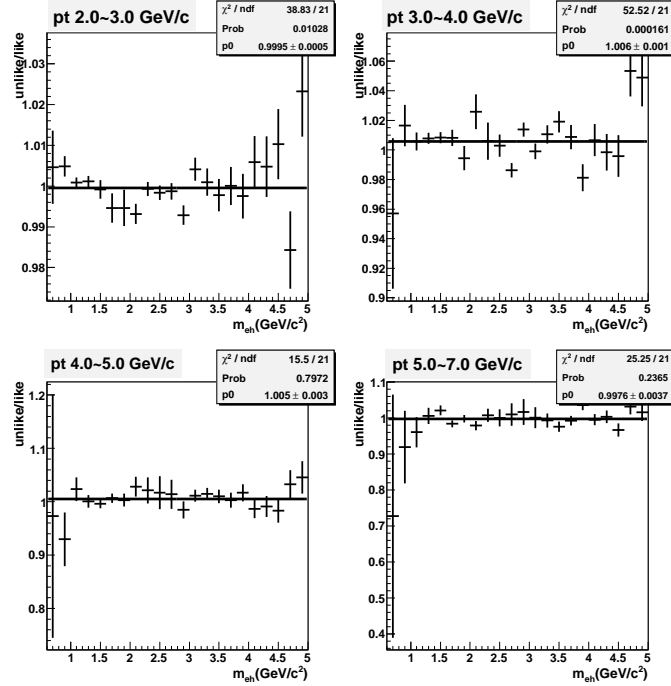 pt 2.0~3.0 GeV/c
χ² / ndf 38.83 / 21
Prob 0.01028
p0 0.9995 ± 0.0005
unlike/like
1.03
1.02
1.01
1
0.99
0.98
1 1.5 2 2.5 3 3.5 4 4.5 5
m_eh(GeV/c²)
pt 3.0~4.0 GeV/c
χ² / ndf 52.52 / 21
Prob 0.000161
p0 1.006 ± 0.001
unlike/like
1.06
1.04
1.02
1
0.98
0.96
0.94
0.92
0.9
1 1.5 2 2.5 3 3.5 4 4.5 5
m_eh(GeV/c²)
pt 4.0~5.0 GeV/c
χ² / ndf 15.5 / 21
Prob 0.7972
p0 1.005 ± 0.003
unlike/like
1.2
1.1
1
0.9
0.8
1 1.5 2 2.5 3 3.5 4 4.5 5
m_eh(GeV/c²)
pt 5.0~7.0 GeV/c
χ² / ndf 25.25 / 21
Prob 0.2365
p0 0.9976 ± 0.0037
unlike/like
1.1
1
0.9
0.8
0.7
0.6
0.5
0.4
1 1.5 2 2.5 3 3.5 4 4.5 5
m_eh(GeV/c²)